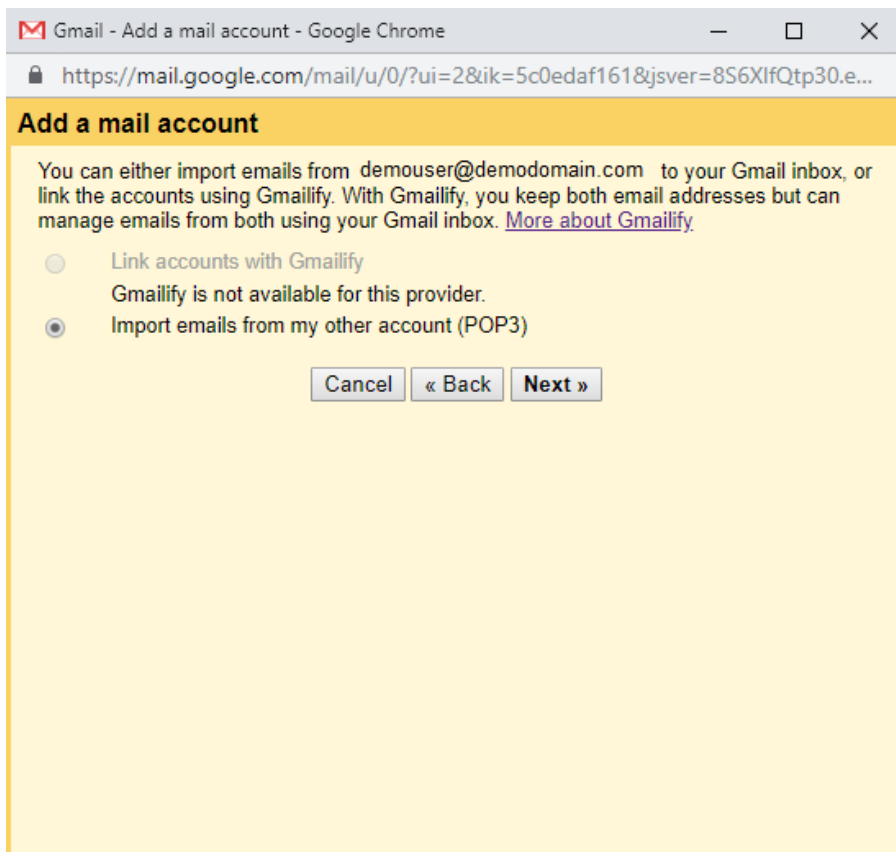 Gmail - Add a mail account - Google Chrome
https://mail.google.com/mail/u/0/?ui=2&ik=5c0edaf161&jsver=8S6XlfQtp30.e...
Add a mail account
You can either import emails from demouser@demodomain.com to your Gmail inbox, or
link the accounts using Gmailify. With Gmailify, you keep both email addresses but can
manage emails from both using your Gmail inbox. More about Gmailify
Link accounts with Gmailify
Gmailify is not available for this provider.
Import emails from my other account (POP3)
Cancel « Back Next »